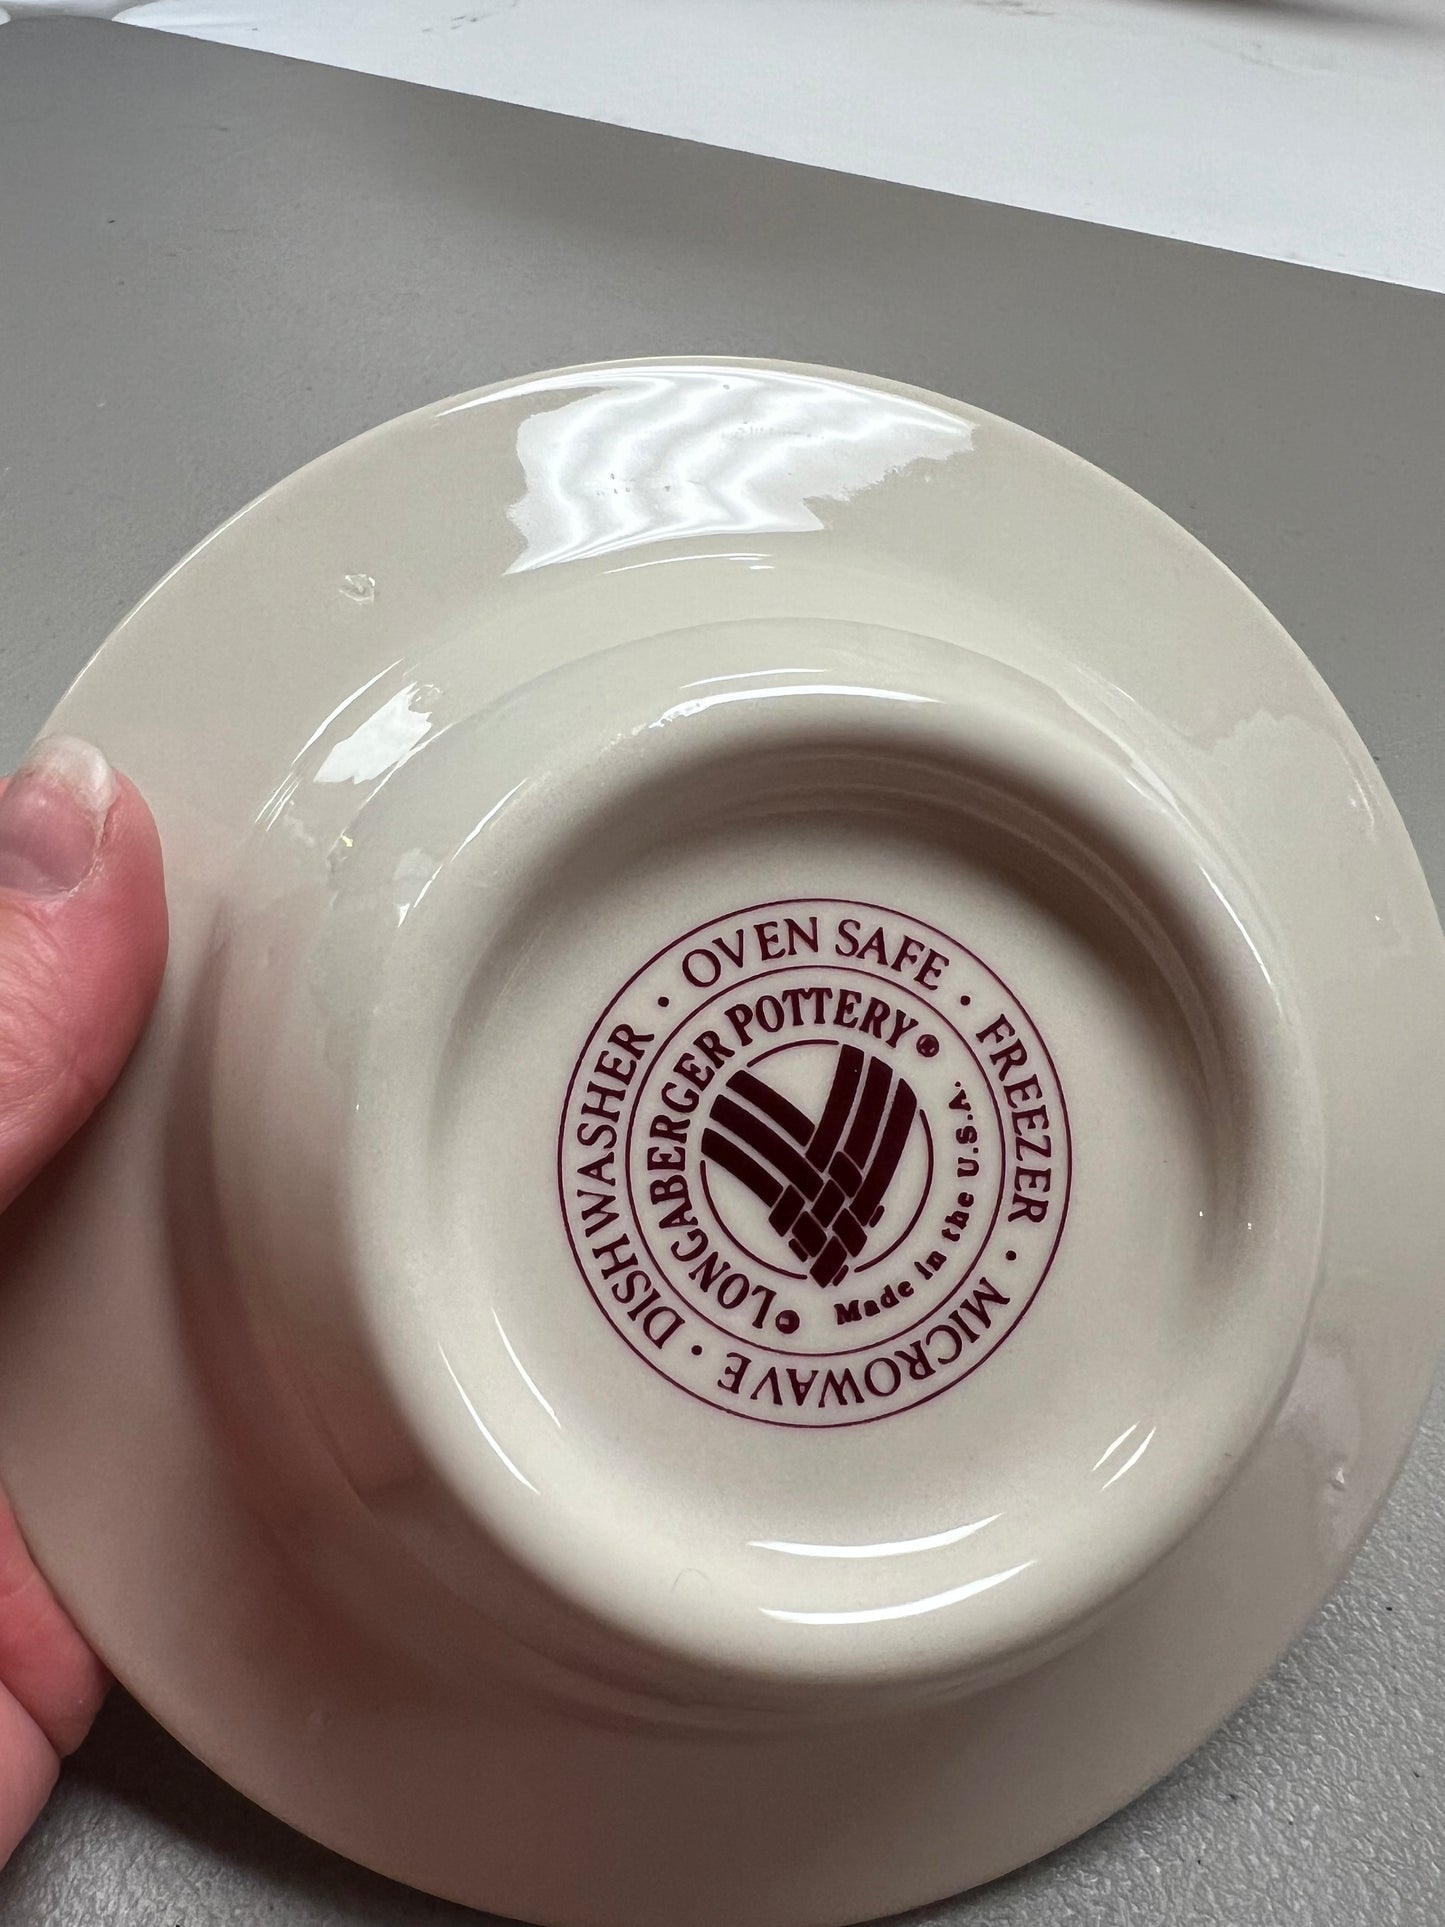 OVEN SAFE • FREEZER • MICROWAVE • DISHWASHER •
LONGABERGER POTTERY®
Made in the U.S.A.